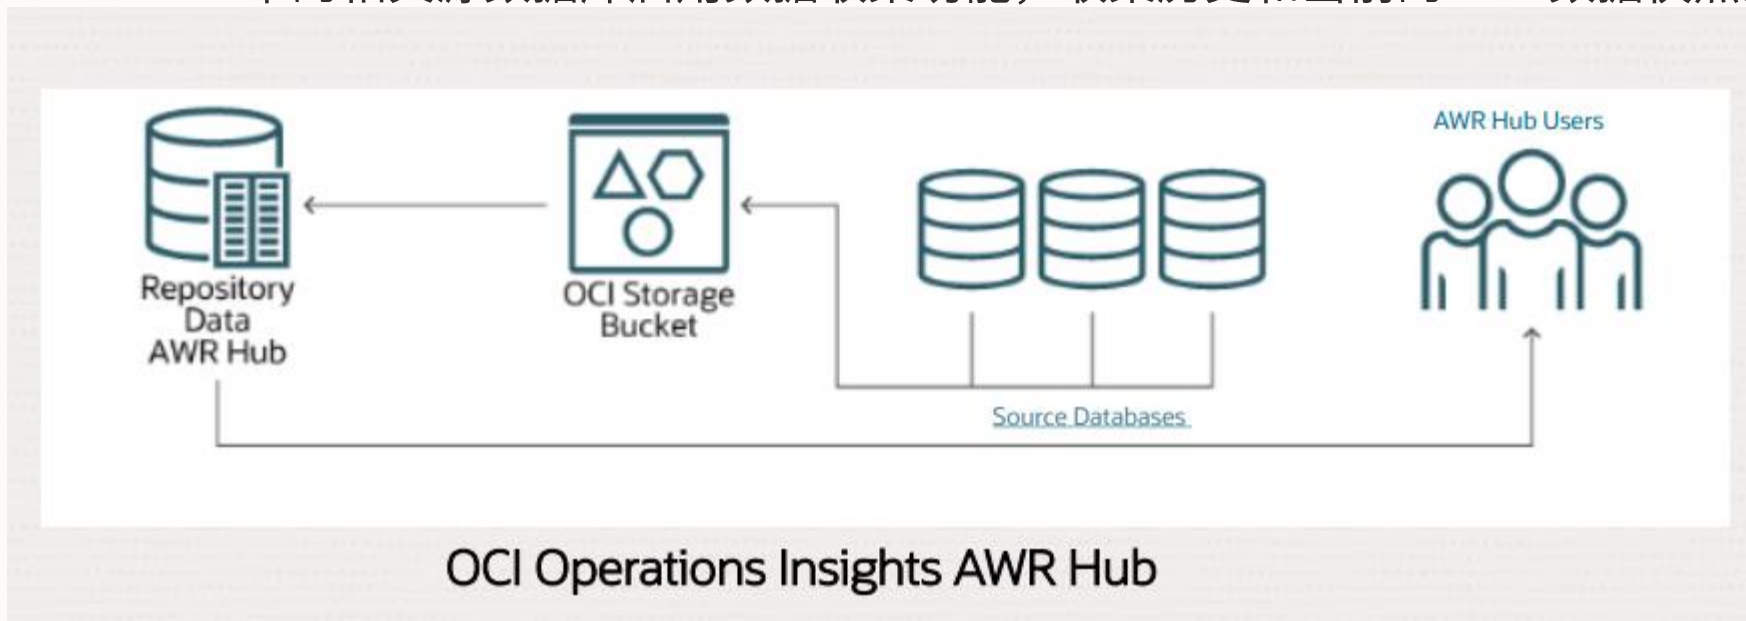 Repository
Data
AWR Hub
OCI Storage
Bucket
Source Databases
AWR Hub Users
OCI Operations Insights AWR Hub